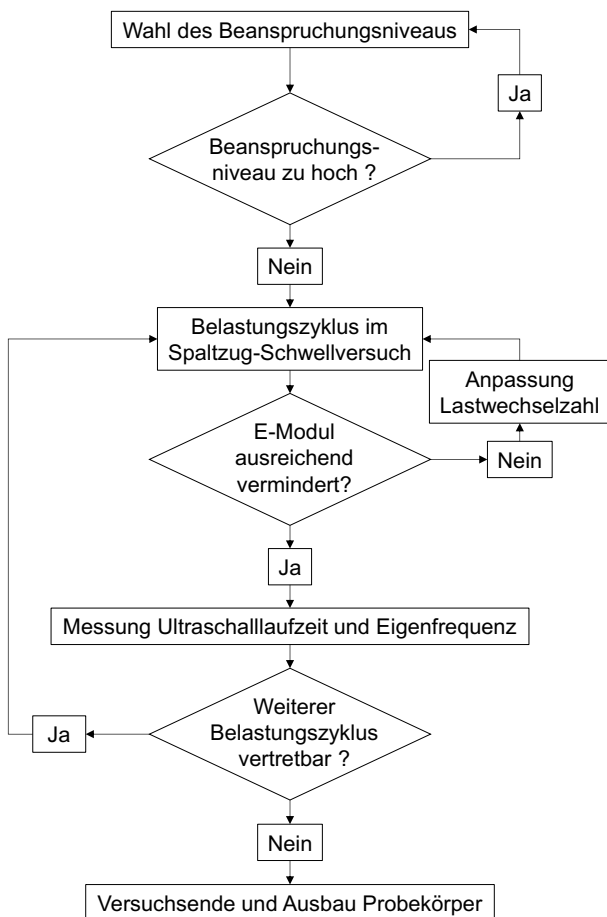 Wahl des Beanspruchungsniveaus
Ja
Beanspruchungs-
niveau zu hoch ?
Nein
Belastungszyklus im
Spaltzug-Schwellversuch
Anpassung
Lastwechselzahl
E-Modul
ausreichend
vermindert?
Nein
Ja
Messung Ultraschalllaufzeit und Eigenfrequenz
Weiterer
Belastungszyklus
vertretbar ?
Ja
Nein
Versuchsende und Ausbau Probekörper